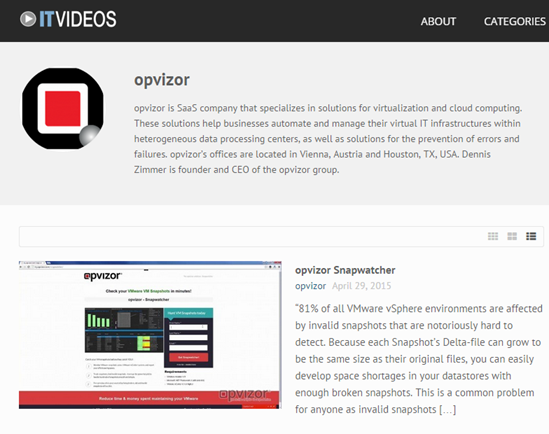 ITVIDEOS
ABOUT
CATEGORIES
opvizor
opvizor is SaaS company that specializes in solutions for virtualization and cloud computing.
These solutions help businesses automate and manage their virtual IT infrastructures within
heterogeneous data processing centers, as well as solutions for the prevention of errors and
failures. opvizor's offices are located in Vienna, Austria and Houston, TX, USA. Dennis
Zimmer is founder and CEO of the opvizor group.
opvizor
Check your VMware VM Snapshots in minutes!
opvizor - Snapwatcher
Requirements
Reduce time & money spent maintaining your VMware
opvizor
opvizor Snapwatcher
opvizor April 29, 2015
"81% of all VMware vSphere environments are affected
by invalid snapshots that are notoriously hard to
detect. Because each Snapshot's Delta-file can grow to
be the same size as their original files, you can easily
develop space shortages in your datastores with
enough broken snapshots. This is a datastores problem
for anyone as invalid snapshots […]